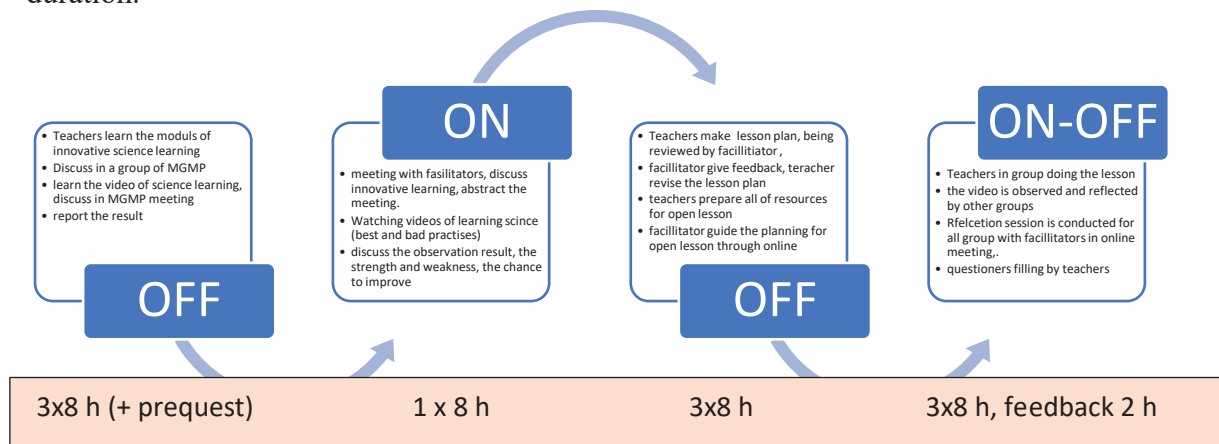 duration.
• Teachers learn the moduls of
innovative science learning
• Discuss in a group of MGMP
• learn the video of science learning,
discuss in MGMP meeting
• report the result
OFF
ON
• meeting with fasilitators, discuss
innovative learning, abstract the
meeting.
• Watching videos of learning scince
(best and bad practises)
• discuss the observation result, the
strength and weakness, the chance
to improve
• Teachers make lesson plan, being
reviewed by facillitiator ,
• facillitator give feedback, teracher
revise the lesson plan
• teachers prepare all of resources
for open lesson
• facillitator guide the planning for
open lesson through online
OFF
ON-OFF
• Teachers in group doing the lesson
• the video is observed and reflected
by other groups
• Rfelcetion session is conducted for
all group with facillitators in online
meeting,.
• questioners filling by teachers
3x8 h (+ prequest)
1 x 8 h
3x8 h
3x8 h, feedback 2 h